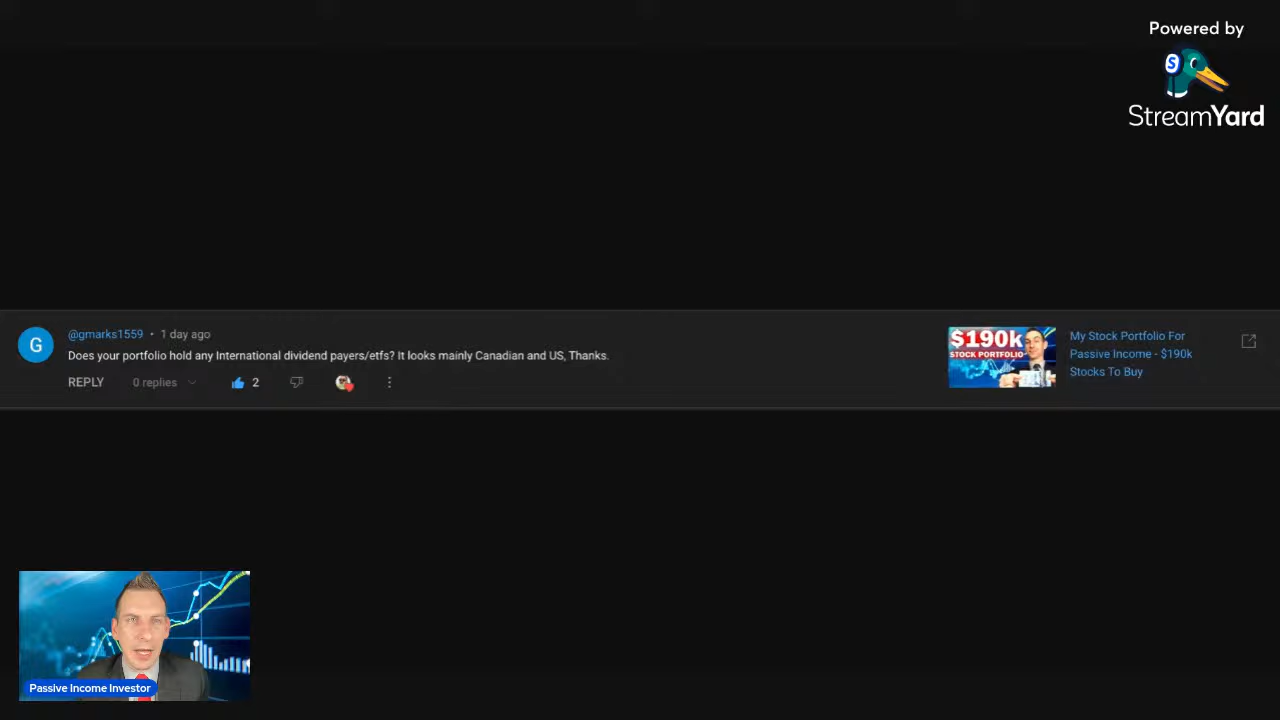 Powered by
S
StreamYard
G
@gmarks1559 • 1 day ago
Does your portfolio hold any International dividend payers/etfs? It looks mainly Canadian and US, Thanks.
REPLY 0 replies 2
$190k
STOCK PORTFOLIO
My Stock Portfolio For
Passive Income - $190k
Stocks To Buy
Passive Income Investor